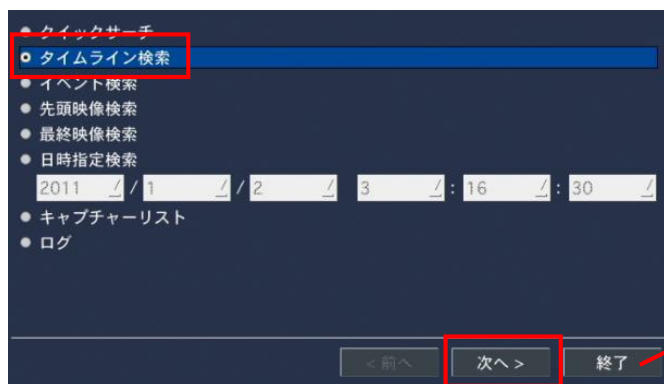 クイックサーチ
タイムライン検索
イベント検索
先頭映像検索
最終映像検索
日時指定検索
2011 / 1 / 2 3 : 16 : 30
キャプチャーリスト
ログ
< 前へ 次へ > 終了